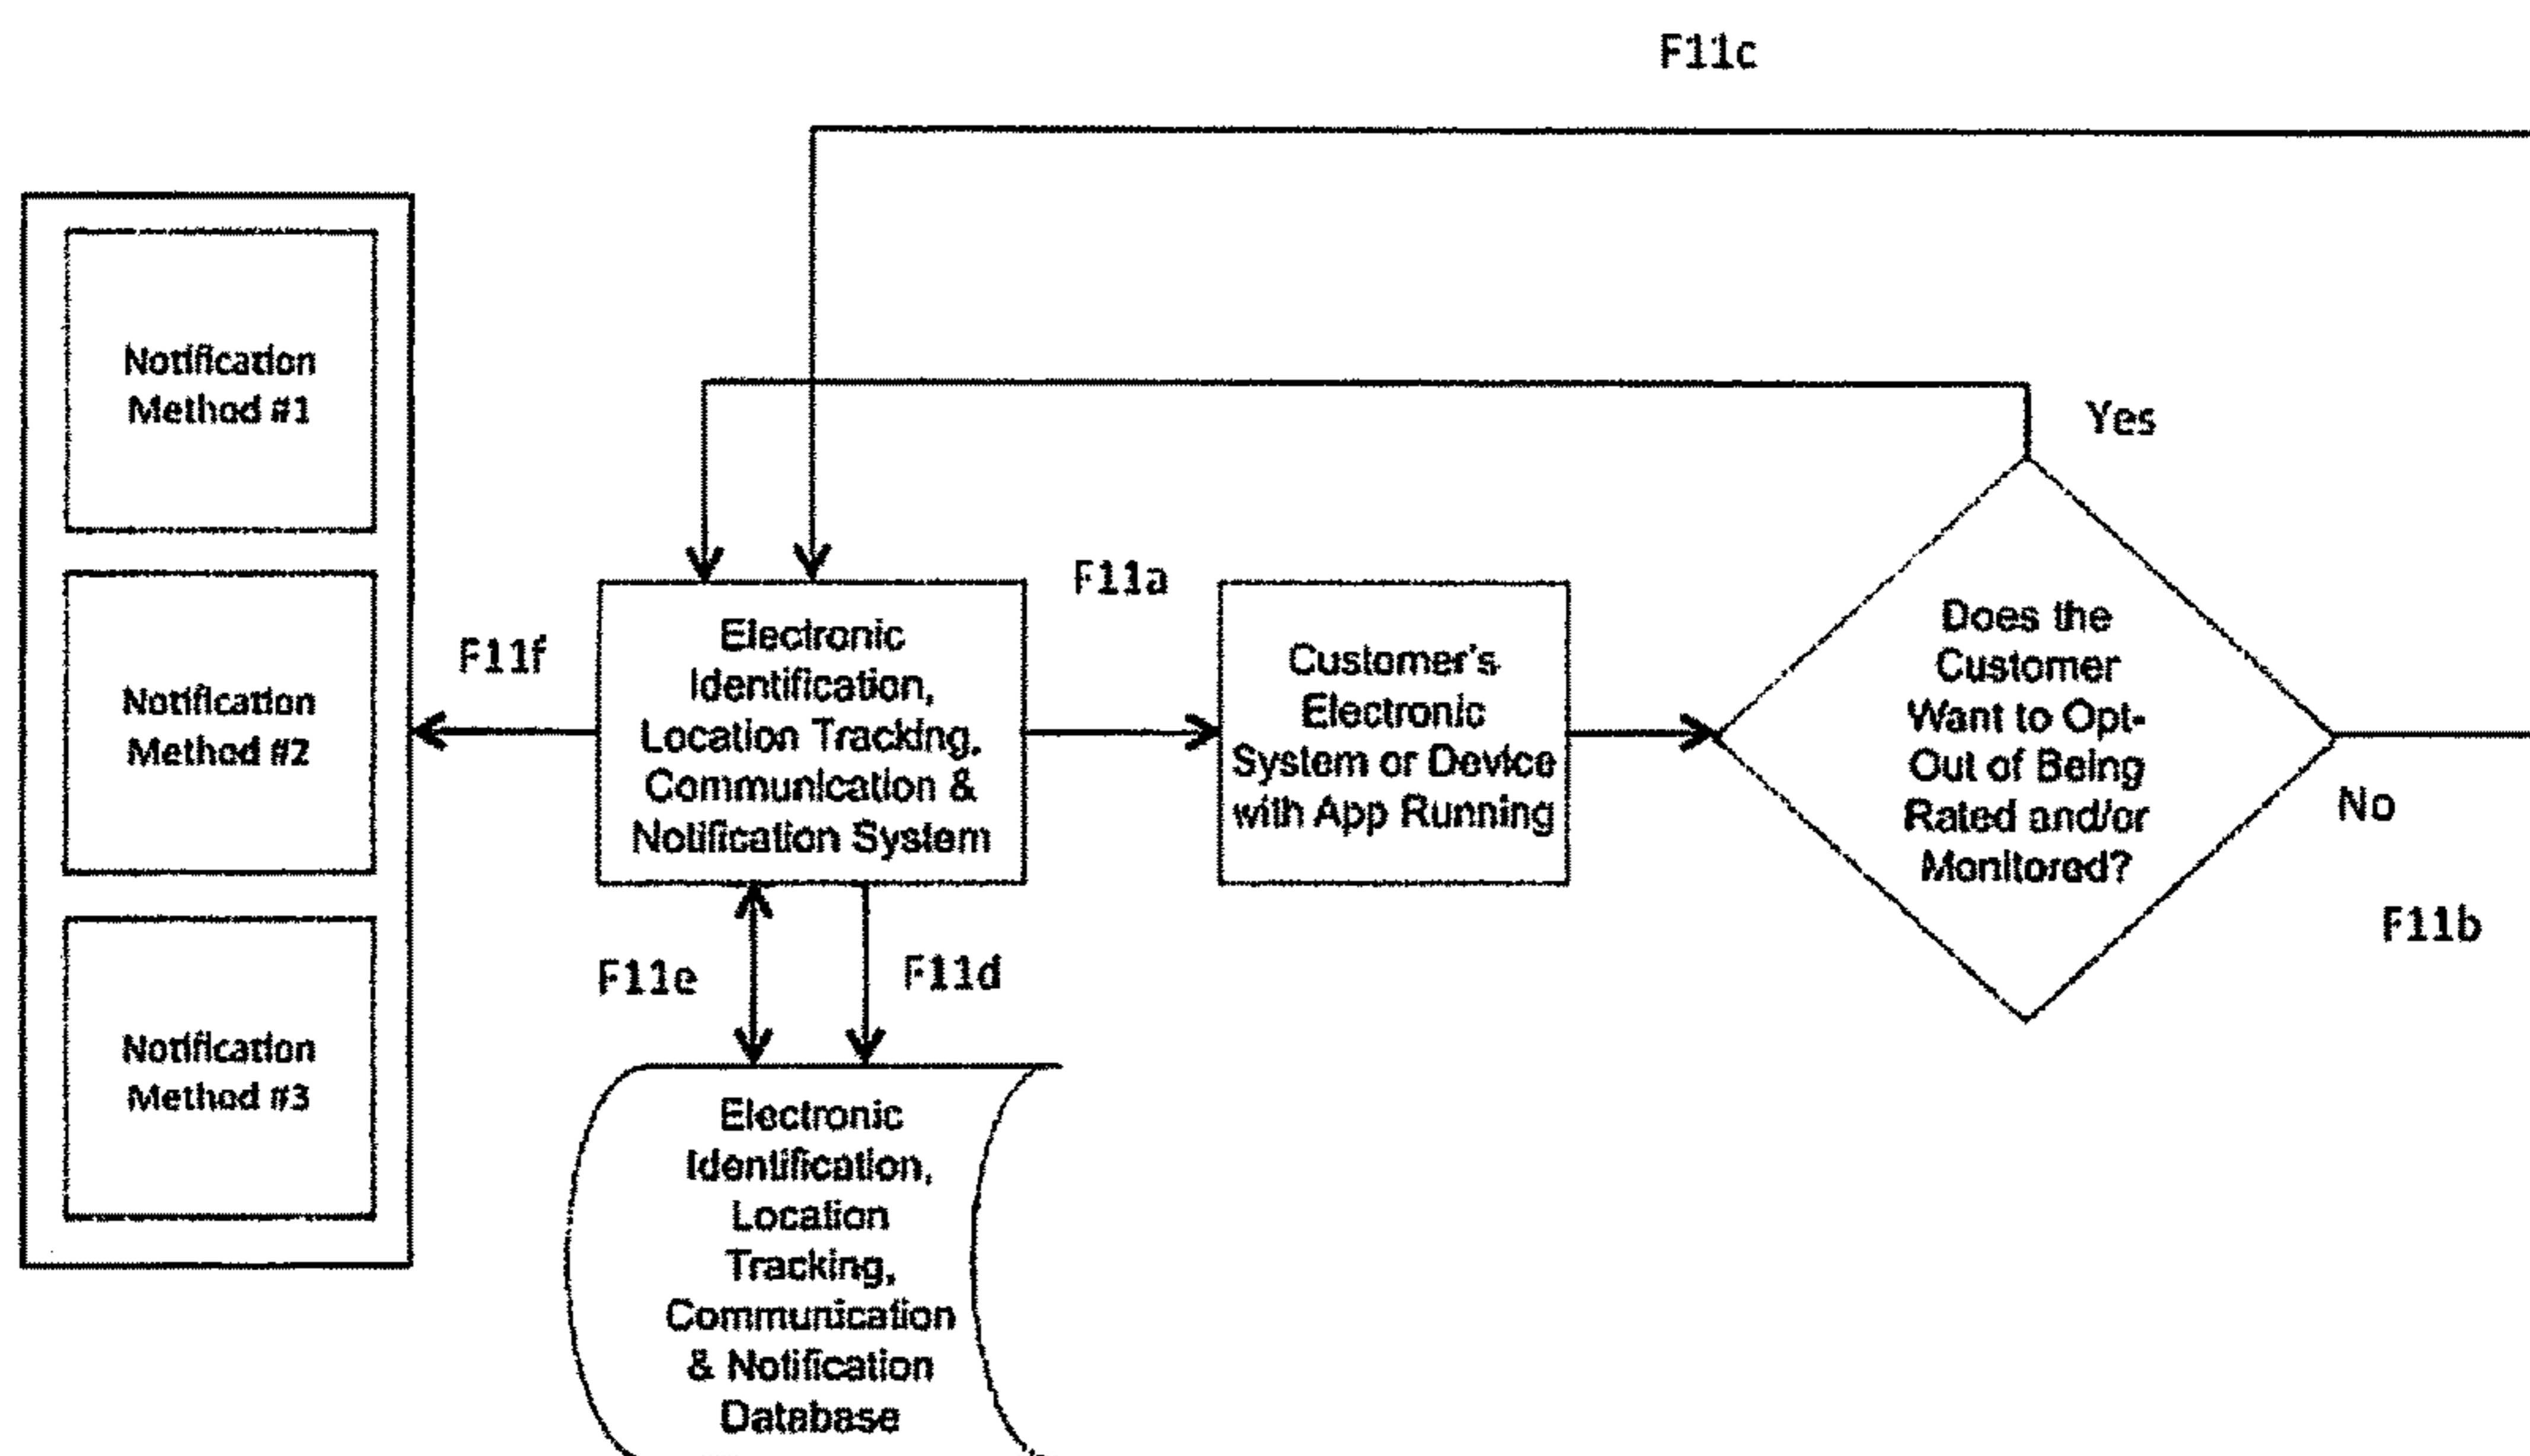 F11c
Notification
Method #1
Yes
F11a
Electronic
Identification,
Location Tracking,
Communication &
Notification System
F11f
Customer's
Electronic
System or Device
with App Running
Does the
Customer
Want to Opt-
Out of Being
Rated and/or
Monitored?
No
F11b
Notification
Method #2
F11e
F11d
Notification
Method #3
Electronic
Identification,
Location
Tracking,
Communication
& Notification
Database